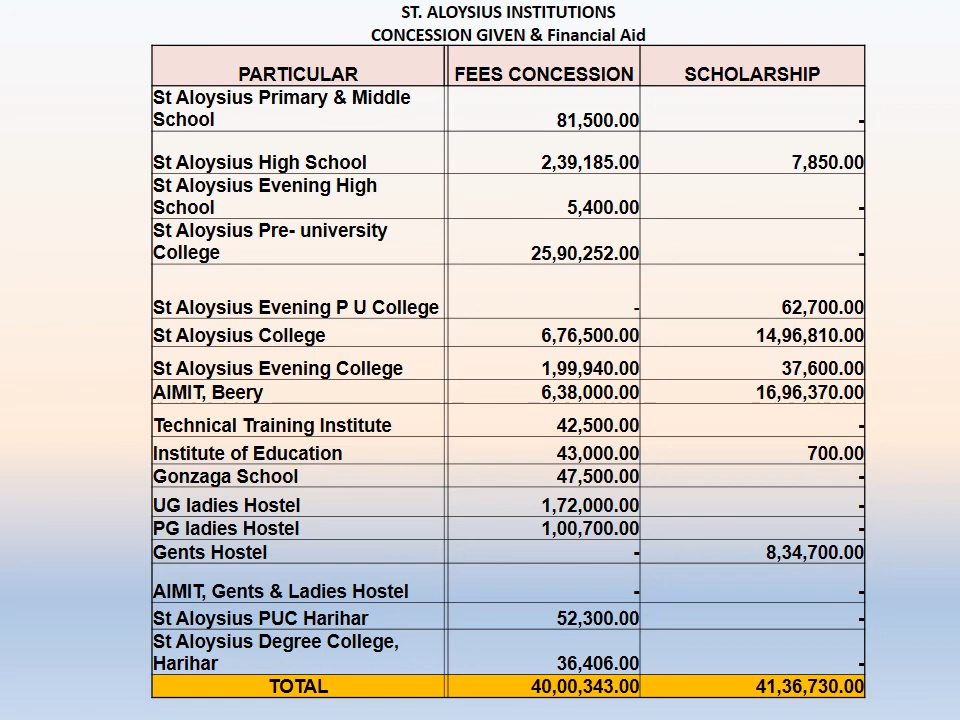 ST. ALOYSIUS INSTITUTIONS
CONCESSION GIVEN & Financial Aid
PARTICULAR FEES CONCESSION SCHOLARSHIP
St Aloysius Primary & Middle
School 81,500.00 -
St Aloysius High School 2,39,185.00 7,850.00
St Aloysius Evening High
School 5,400.00 -
St Aloysius Pre- university
College 25,90,252.00 -
St Aloysius Evening P U College - 62,700.00
St Aloysius College 6,76,500.00 14,96,810.00
St Aloysius Evening College 1,99,940.00 37,600.00
AIMIT, Beery 6,38,000.00 16,96,370.00
Technical Training Institute 42,500.00 -
Institute of Education 43,000.00 700.00
Gonzaga School 47,500.00 -
UG ladies Hostel 1,72,000.00 -
PG ladies Hostel 1,00,700.00 -
Gents Hostel - 8,34,700.00
AIMIT, Gents & Ladies Hostel - -
St Aloysius PUC Harihar 52,300.00 -
St Aloysius Degree College,
Harihar 36,406.00 -
TOTAL 40,00,343.00 41,36,730.00